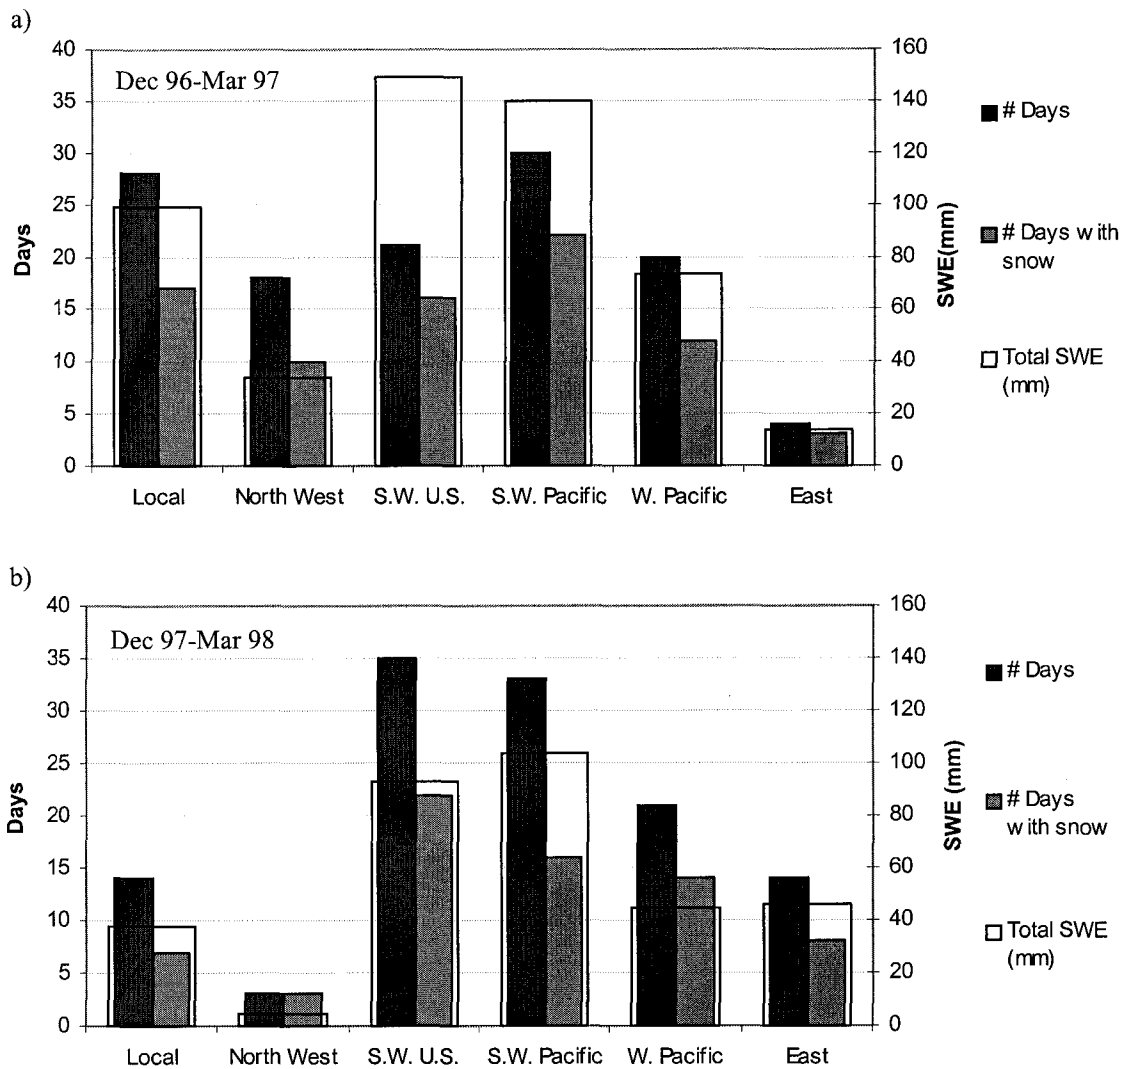 a)
Dec 96-Mar 97
40
35
30
25
20
15
10
5
0
Days
160
140
120
100
80
60
40
20
0
SWE(mm)
Local North West S.W. U.S. S.W. Pacific W. Pacific East
# Days
# Days with
snow
Total SWE
(mm)
b)
Dec 97-Mar 98
40
35
30
25
20
15
10
5
0
Days
160
140
120
100
80
60
40
20
0
SWE (mm)
Local North West S.W. U.S. S.W. Pacific W. Pacific East
# Days
# Days
with snow
Total SWE
(mm)